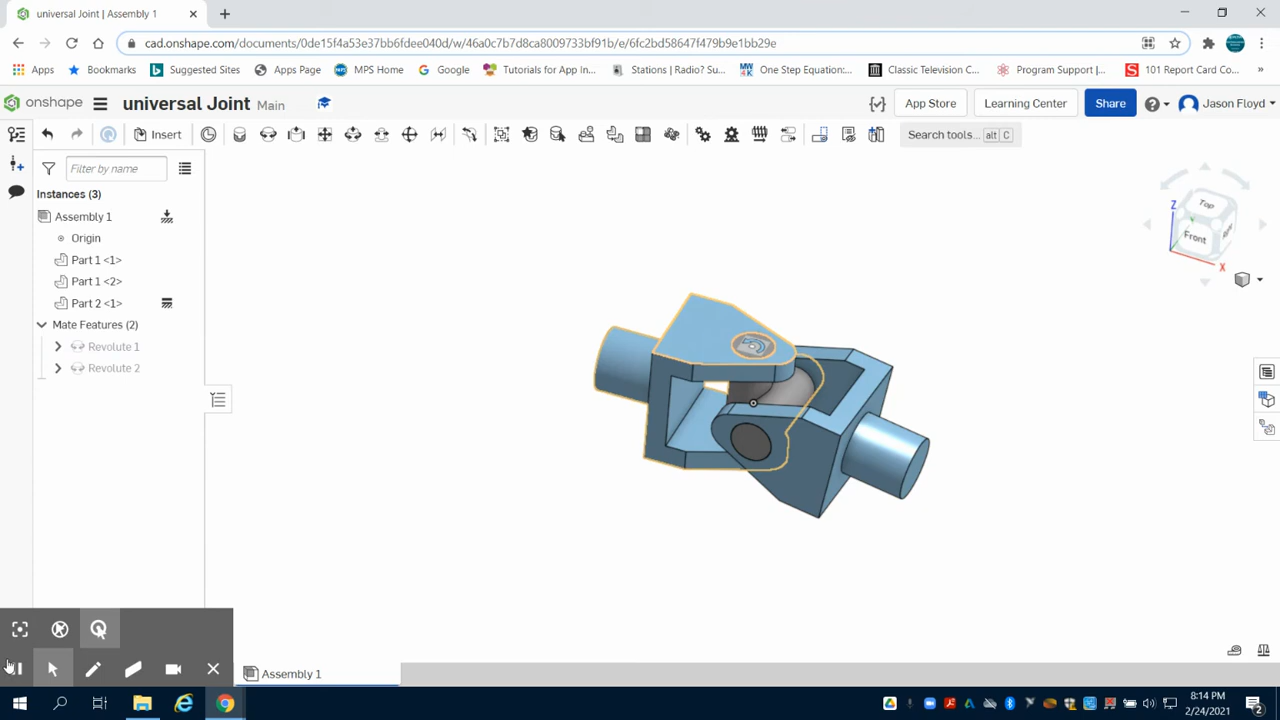 universal Joint | Assembly 1
cad.onshape.com/documents/0de15f4a53e37bb6fdee040d/w/46a0c7b7d8ca8009733bf91b/e/6fc2bd58647f479b9e1bb29e
Apps Bookmarks Suggested Sites Apps Page MPS Home Google Tutorials for App In... Stations | Radio? Su... One Step Equation:... Classic Television C... Program Support |... 101 Report Card Co... »
onshape universal Joint Main App Store Learning Center Share Jason Floyd
Insert Search tools... alt C
Filter by name
Instances (3)
Assembly 1
Origin
Part 1 <1>
Part 1 <2>
Part 2 <1>
Mate Features (2)
Revolute 1
Revolute 2
Top
Z
Front
Right
X
Assembly 1
8:14 PM
2/24/2021
2